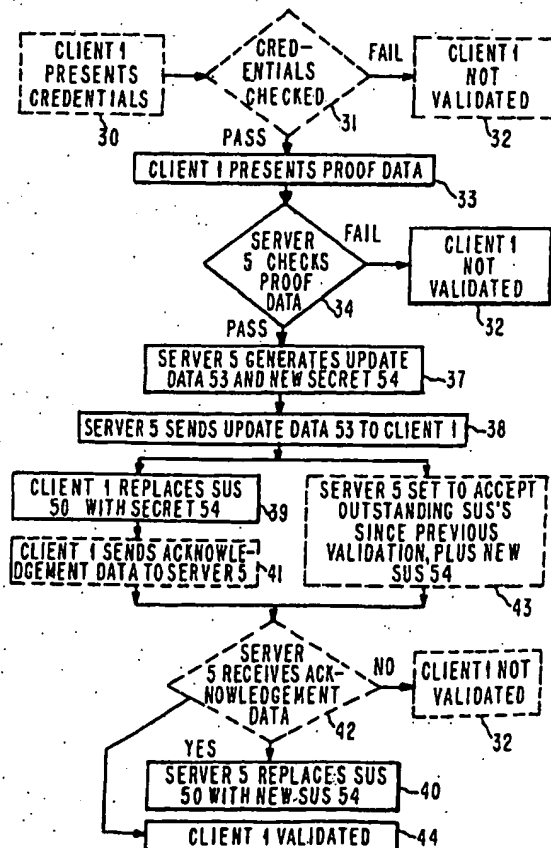 CLIENT 1
PRESENTS
CREDENTIALS
30
CRED-
ENTIALS
CHECKED
31
FAIL
CLIENT 1
NOT
VALIDATED
32
PASS
CLIENT 1 PRESENTS PROOF DATA
33
SERVER
5 CHECKS
PROOF
DATA
34
FAIL
CLIENT 1
NOT
VALIDATED
32
PASS
SERVER 5 GENERATES UPDATE
DATA 53 AND NEW SECRET 54
37
SERVER 5 SENDS UPDATE DATA 53 TO CLIENT 1
38
CLIENT 1 REPLACES SUS
50 WITH SECRET 54
39
CLIENT 1 SENDS ACKNOWLE-
DGEMENT DATA TO SERVER 5
41
SERVER 5 SET TO ACCEPT
OUTSTANDING SUS'S
SINCE PREVIOUS
VALIDATION, PLUS NEW
SUS 54
43
SERVER
5 RECEIVES ACK-
NOWLEDGEMENT
DATA
42
NO
CLIENT 1 NOT
VALIDATED
32
YES
SERVER 5 REPLACES SUS
50 WITH NEW SUS 54
40
CLIENT 1 VALIDATED
44